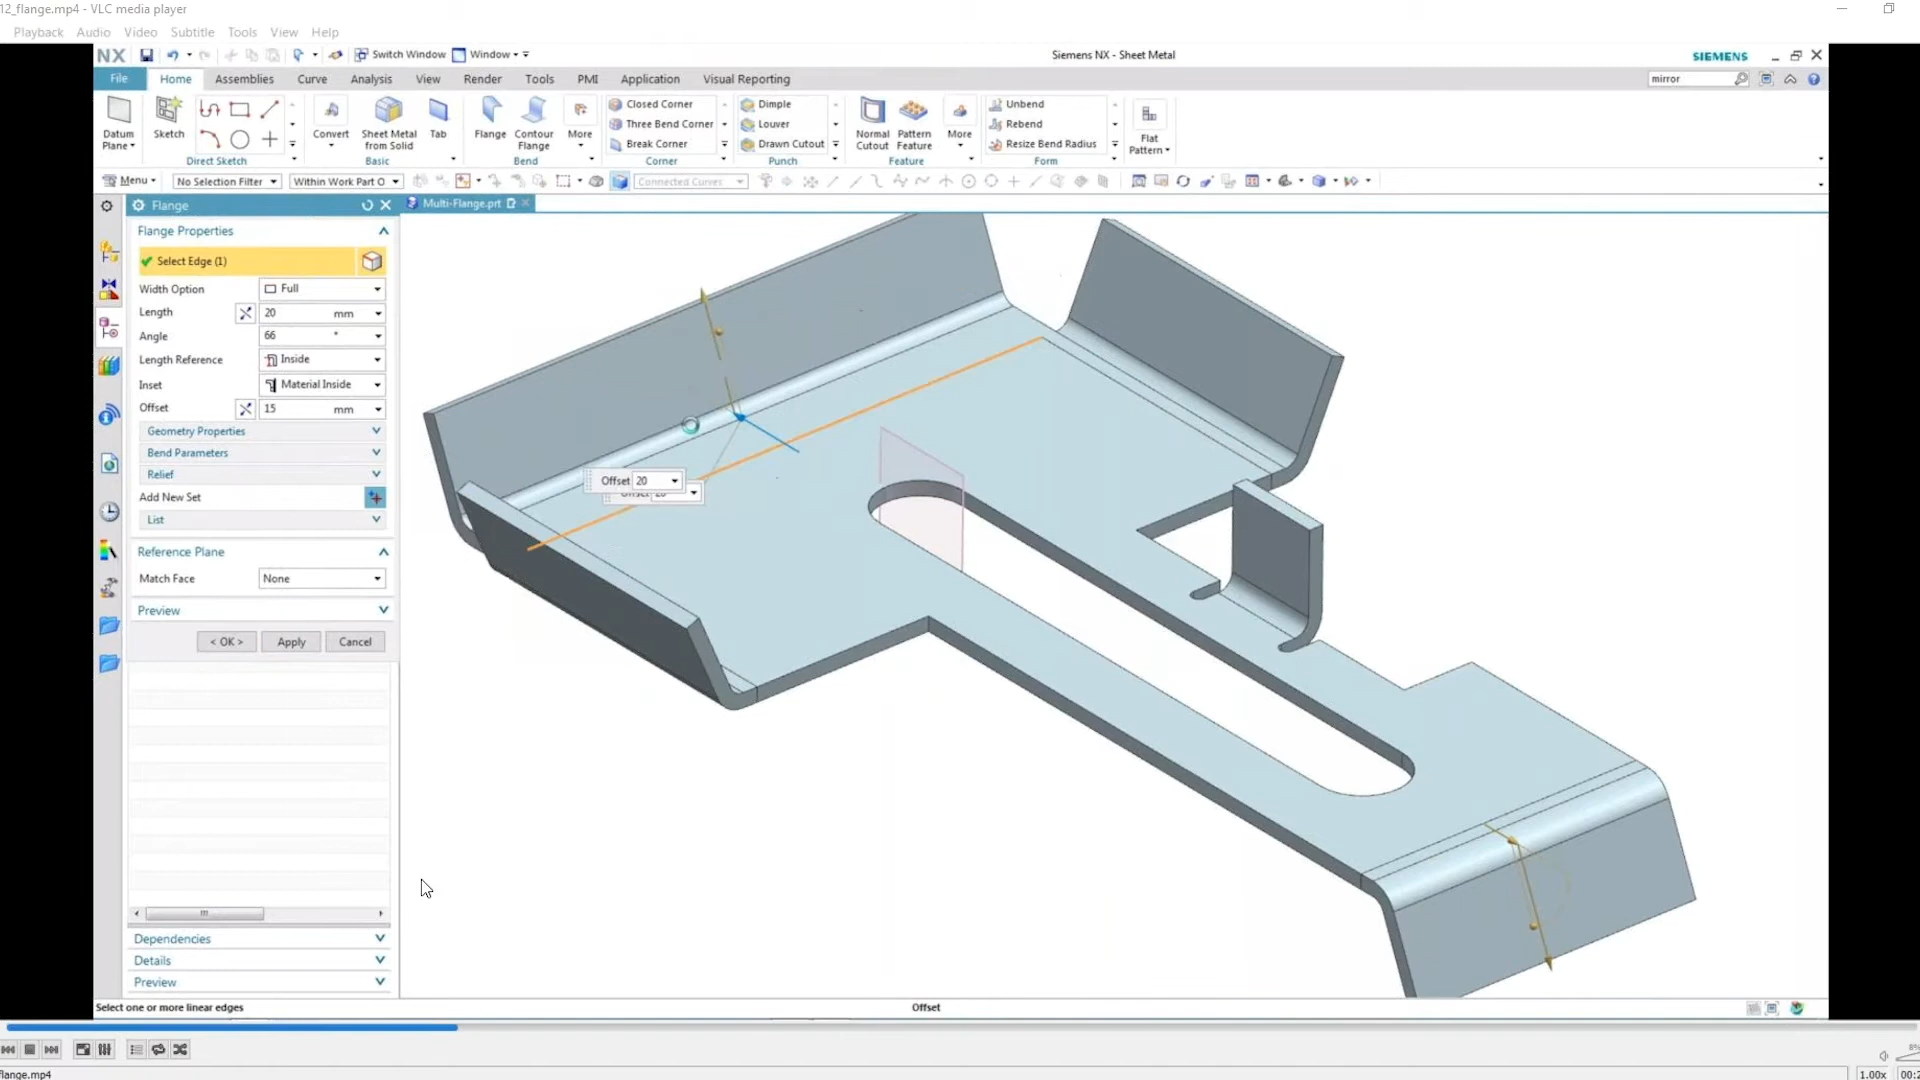 12_flange.mp4 - VLC media player
Playback Audio Video Subtitle Tools View Help
NX Switch Window Window Siemens NX - Sheet Metal SIEMENS
File Home Assemblies Curve Analysis View Render Tools PMI Application Visual Reporting mirror
Datum Plane
Sketch
Direct Sketch
Convert
Sheet Metal from Solid
Tab
Basic
Flange
Contour Flange
More
Bend
Closed Corner
Three Bend Corner
Break Corner
Corner
Dimple
Louver
Drawn Cutout
Punch
Normal Cutout
Pattern Feature
More
Feature
Unbend
Rebend
Resize Bend Radius
Form
Flat Pattern
Menu No Selection Filter Within Work Part O Connected Curves
Flange
Multi-Flange.prt
Flange Properties
Select Edge (1)
Width Option Full
Length 20 mm
Angle 66 °
Length Reference Inside
Inset Material Inside
Offset 15 mm
Geometry Properties
Bend Parameters
Relief
Add New Set
List
Reference Plane
Match Face None
Preview
< OK > Apply Cancel
Offset 20
Dependencies
Details
Preview
Select one or more linear edges Offset
flange.mp4 1.00x